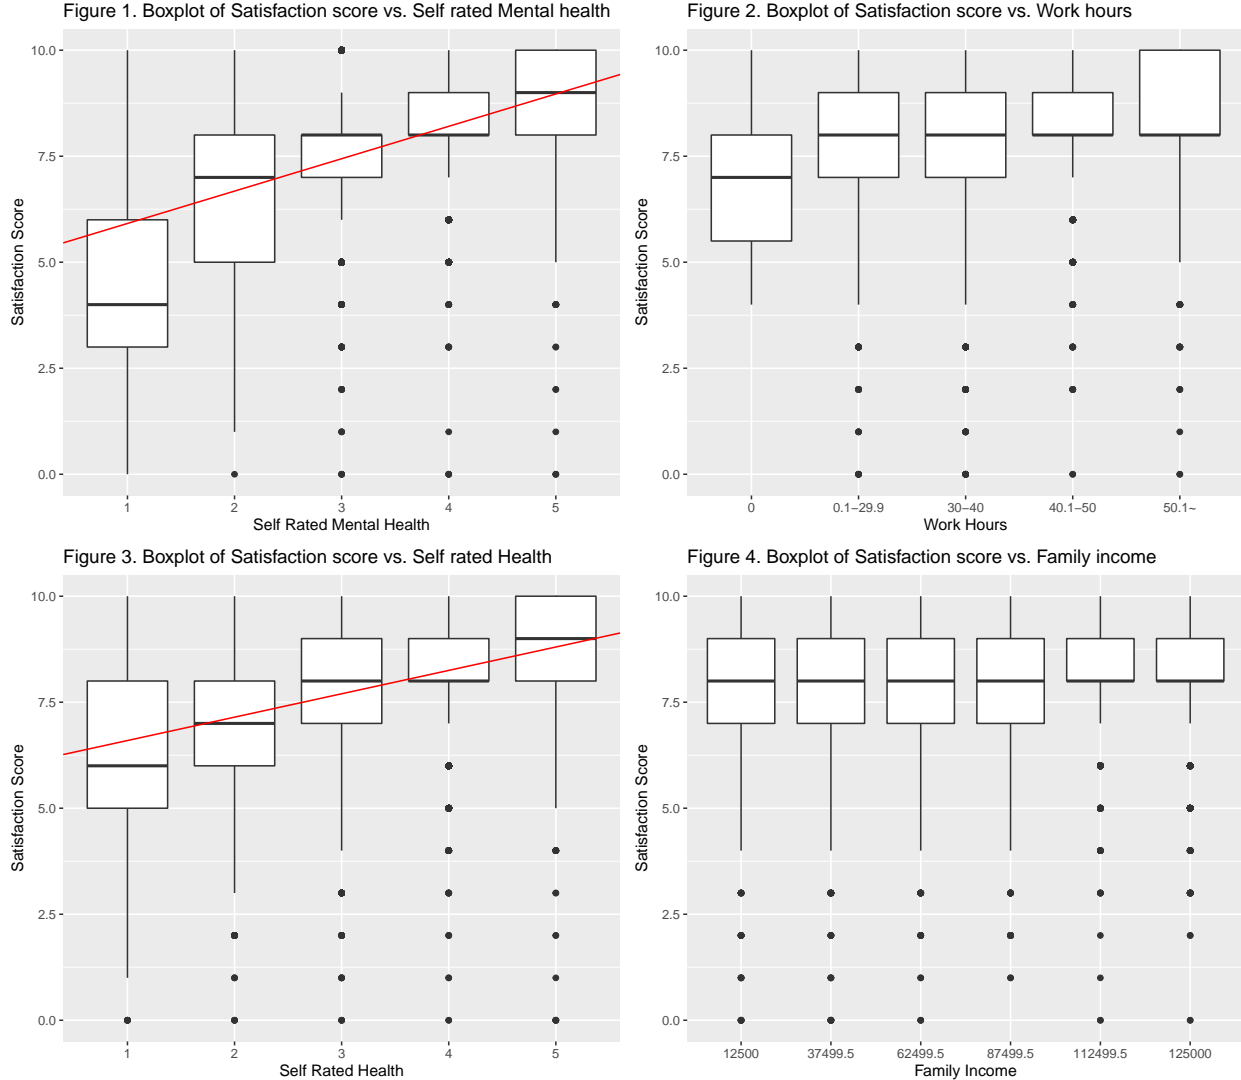 Figure 1. Boxplot of Satisfaction score vs. Self rated Mental health
10.0
7.5
5.0
2.5
0.0
Satisfaction Score
1 2 3 4 5
Self Rated Mental Health
Figure 2. Boxplot of Satisfaction score vs. Work hours
10.0
7.5
5.0
2.5
0.0
Satisfaction Score
0 0.1−29.9 30−40 40.1−50 50.1~
Work Hours
Figure 3. Boxplot of Satisfaction score vs. Self rated Health
10.0
7.5
5.0
2.5
0.0
Satisfaction Score
1 2 3 4 5
Self Rated Health
Figure 4. Boxplot of Satisfaction score vs. Family income
10.0
7.5
5.0
2.5
0.0
Satisfaction Score
12500 37499.5 62499.5 87499.5 112499.5 125000
Family Income